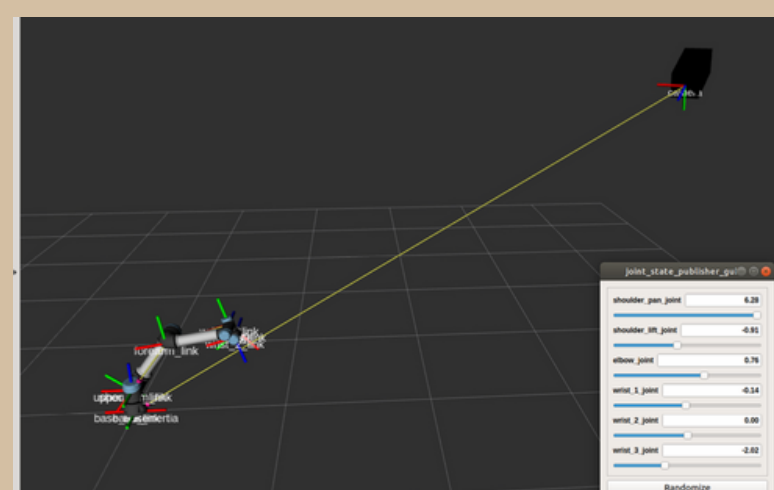 camera
joint_state_publisher_gui
shoulder_pan_joint 6.28
shoulder_lift_joint -0.91
elbow_joint 0.76
wrist_1_joint -0.14
wrist_2_joint 0.00
wrist_3_joint -2.02
Randomize
forearm_link